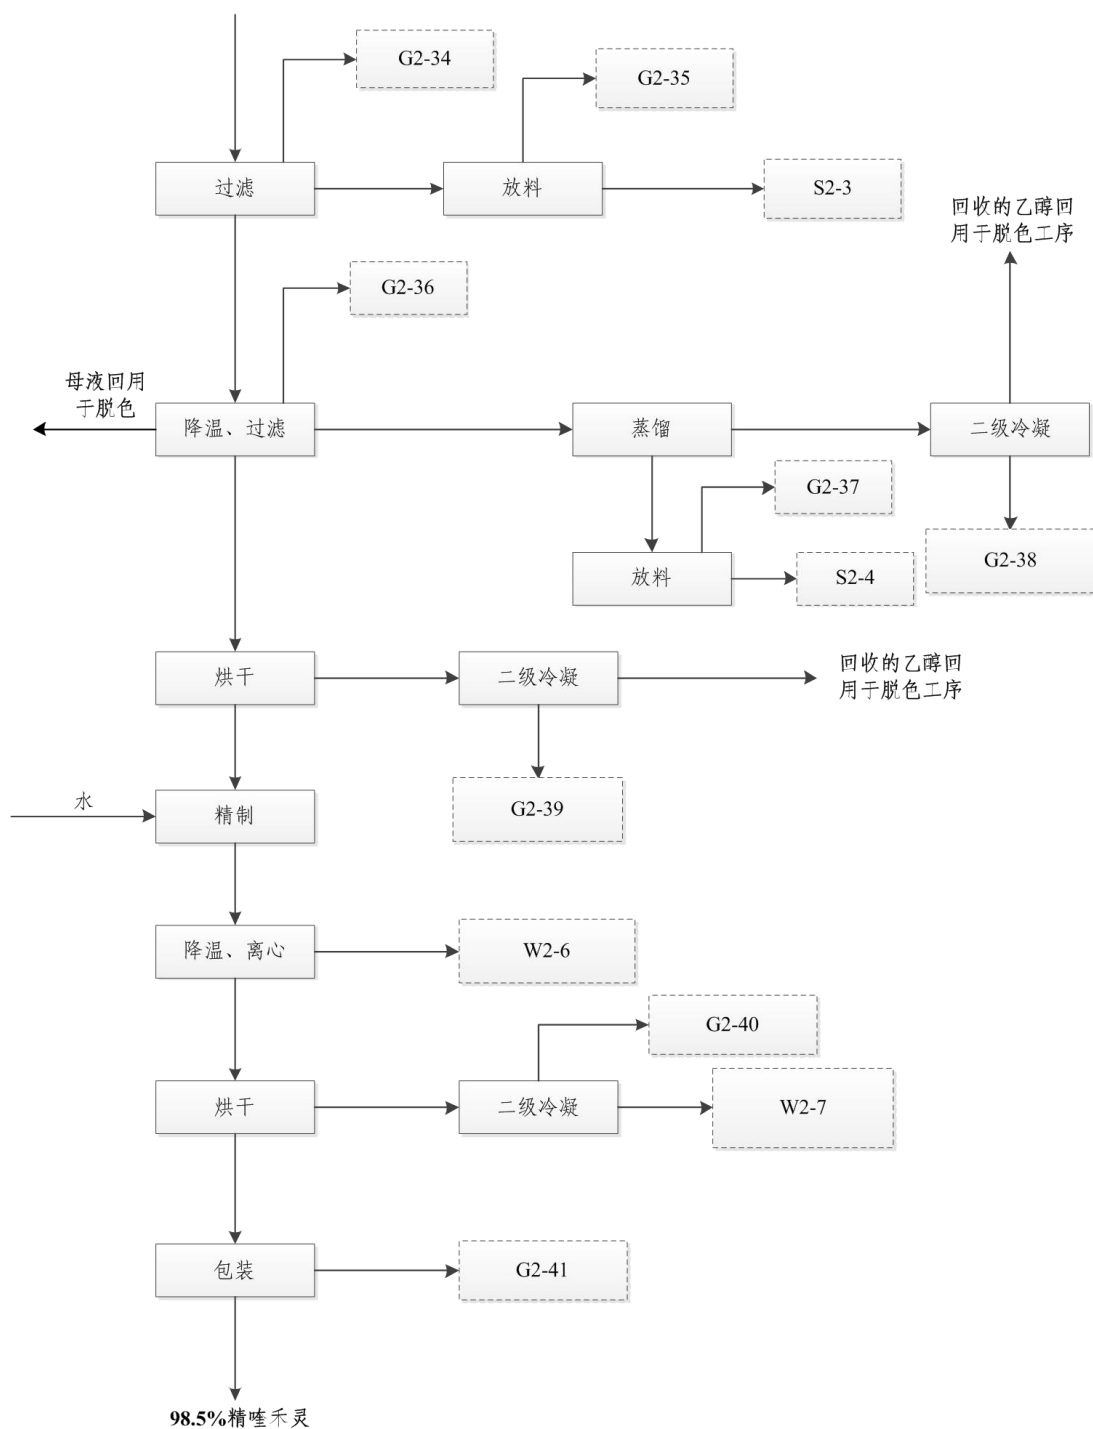 G2-34
G2-35
过滤
放料
S2-3
回收的乙醇回
用于脱色工序
G2-36
母液回用
于脱色
降温、过滤
蒸馏
二级冷凝
G2-37
G2-38
放料
S2-4
烘干
二级冷凝
回收的乙醇回
用于脱色工序
水
精制
G2-39
降温、离心
W2-6
G2-40
烘干
二级冷凝
W2-7
包装
G2-41
98.5%精喹禾灵